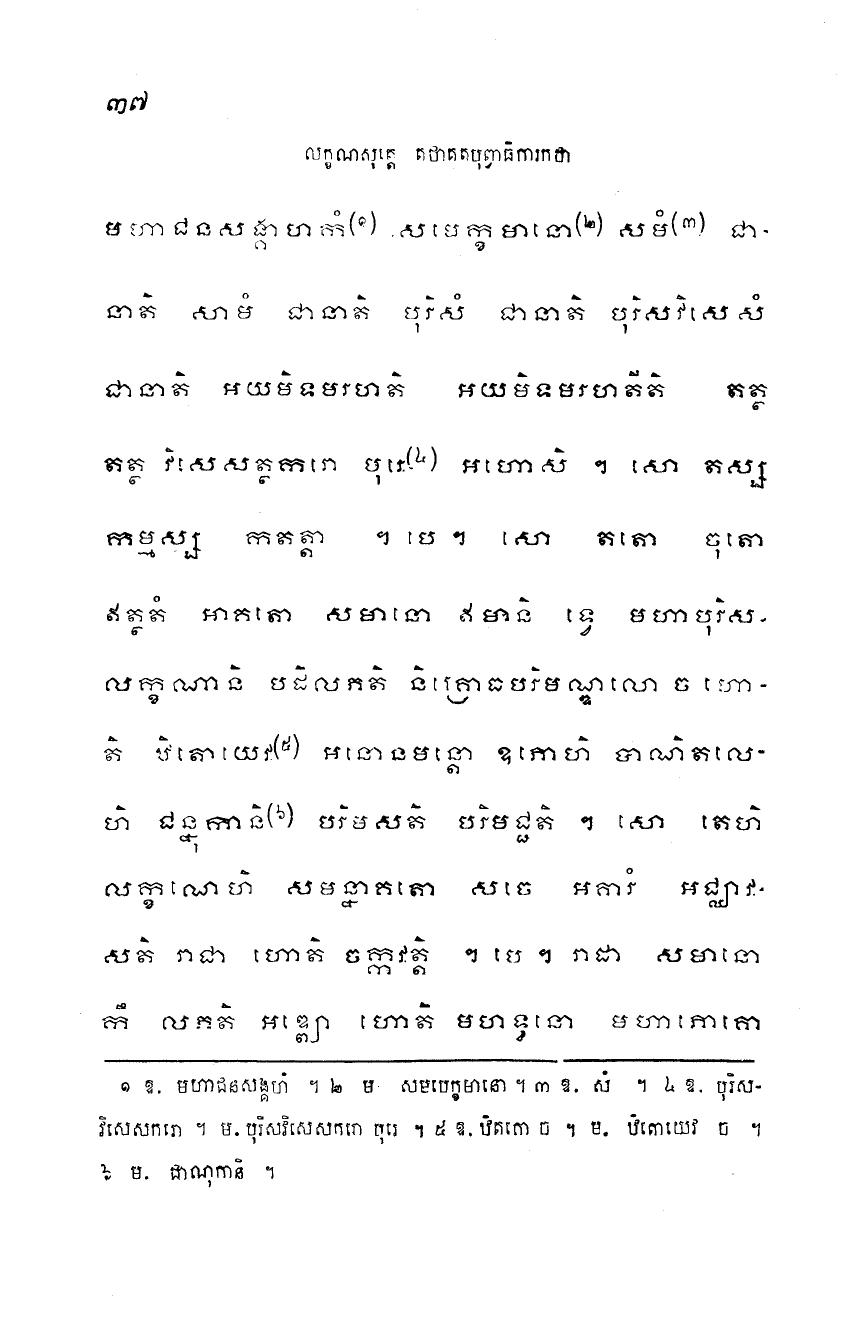 ៣៧
លក្ខណសុត្តេ តថាគតបុព្វាធិការកថា
មហាជនសង្គាហកំ(១) សមេក្ខមានោ(២) សមំ(៣) ជា-
នាតិ សាមំ ជានាតិ បុរិសំ ជានាតិ បុរិសវិសេសំ
ជានាតិ អយមិទមរហតិ អយមិទមរហតីតិ តត្ថ
តត្ថ វិសេសត្ថករោ បុរេ(៤) អហោសិ ។ សោ តស្ស
កម្មស្ស កតត្តា ។ បេ ។ សោ តតោ ចុតោ
ឥត្ថតំ អាគតោ សមានោ ឥមានិ ទ្វេ មហាបុរិស-
លក្ខណានិ បដិលភតិ និគ្រោធបរិមណ្ឌលោ ច ហោ-
តិ ឋិតោយេវ(៥) អនោនមន្តោ ឧភោហិ បាណិតលេ-
ហិ ជន្នុកានិ(៦) បរិមសតិ បរិមជ្ជតិ ។ សោ តេហិ
លក្ខណេហិ សមន្នាគតោ សចេ អគារំ អជ្ឈាវ-
សតិ រាជា ហោតិ ចក្កវត្តិ ។ បេ ។ រាជា សមានោ
កឹ លភតិ អឌ្ឍោ ហោតិ មហទ្ធនោ មហាភោគោ
១ ឱ. មហាជនសង្គហំ ។ ២ ម សមបេក្ខមានោ ។ ៣ ឱ. សំ ។ ៤ ឱ. បុរិស-
វិសេសករោ ។ ម. បុរិសវិសេសករោ បុរេ ។ ៥ ឱ. ឋិតកោ ច ។ ម. ឋិតោយេវ ច ។
៦ ម. ជាណុកានិ ។